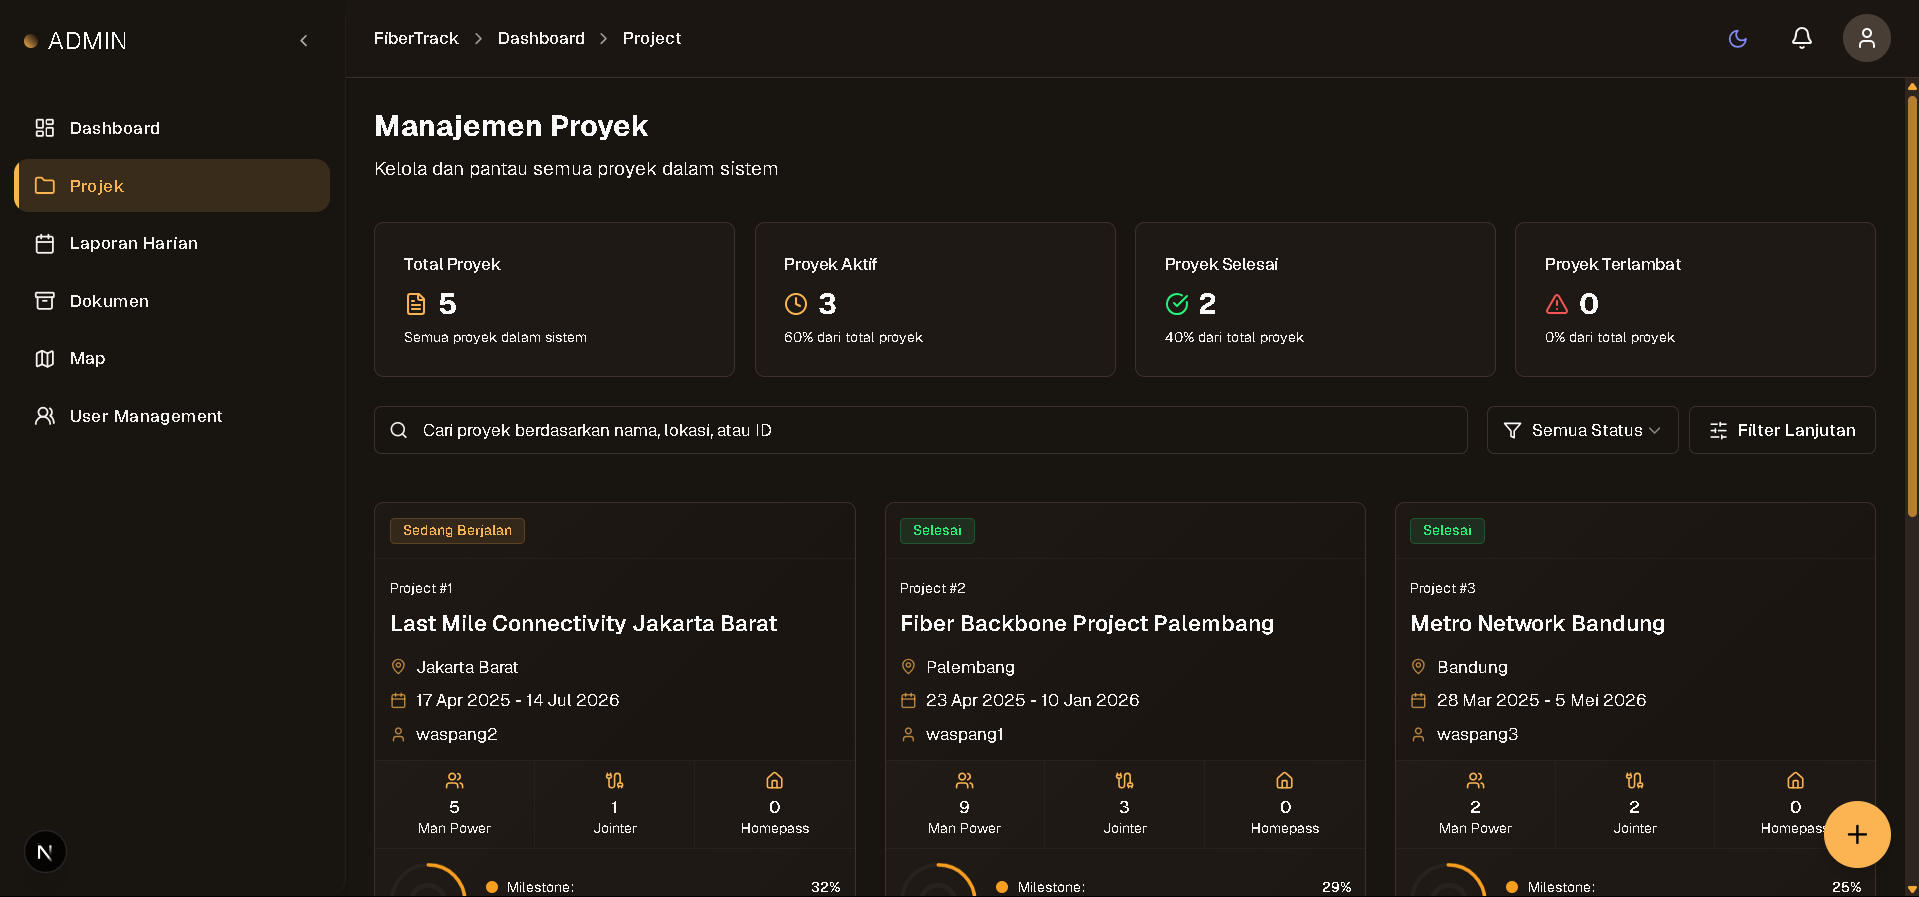 ADMIN
Dashboard
Projek
Laporan Harian
Dokumen
Map
User Management
N
FiberTrack > Dashboard > Project
Manajemen Proyek
Kelola dan pantau semua proyek dalam sistem
Total Proyek
5
Semua proyek dalam sistem
Proyek Aktif
3
60% dari total proyek
Proyek Selesai
2
40% dari total proyek
Proyek Terlambat
0
0% dari total proyek
Cari proyek berdasarkan nama, lokasi, atau ID
Semua Status
Filter Lanjutan
Sedang Berjalan
Project #1
Last Mile Connectivity Jakarta Barat
Jakarta Barat
17 Apr 2025 - 14 Jul 2026
waspang2
5
Man Power
1
Jointer
0
Homepass
Milestone: 32%
Selesai
Project #2
Fiber Backbone Project Palembang
Palembang
23 Apr 2025 - 10 Jan 2026
waspang1
9
Man Power
3
Jointer
0
Homepass
Milestone: 29%
Selesai
Project #3
Metro Network Bandung
Bandung
28 Mar 2025 - 5 Mei 2026
waspang3
2
Man Power
2
Jointer
0
Homepass
Milestone: 25%